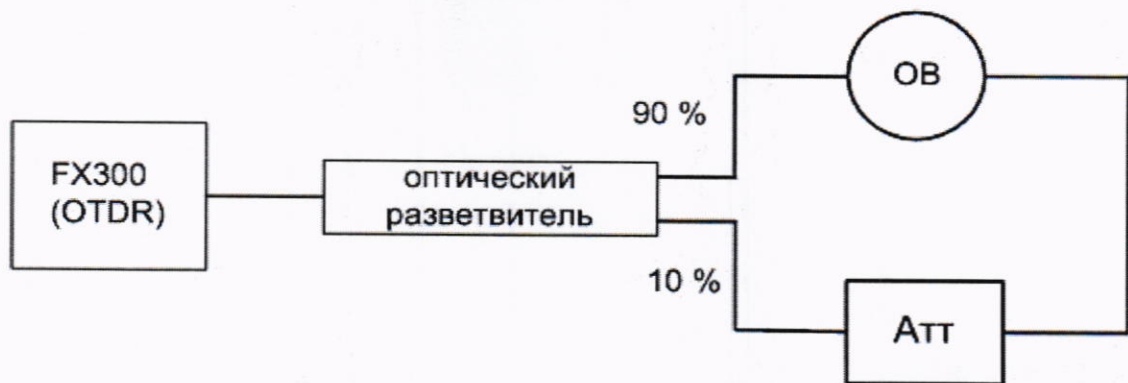 FX300
(OTDR)
оптический
разветвитель
90 %
10 %
ОВ
Атт